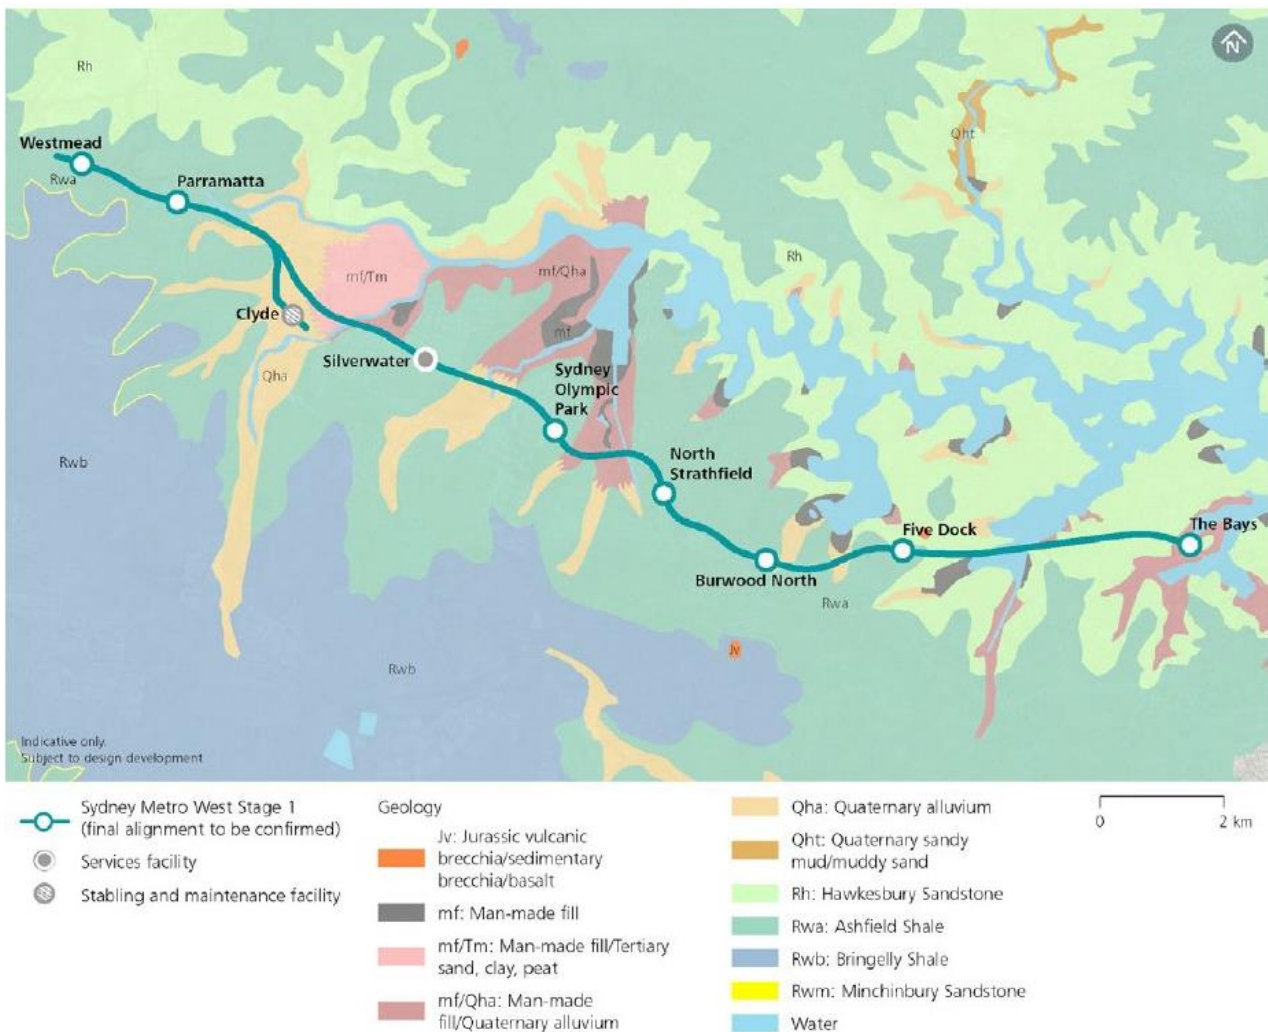 N
Rh
Qht
Westmead
Rwa
Parramatta
Rh
mf/Tm
mf/Qha
Clyde
mf
Silverwater
Qha
Sydney
Olympic
Park
Rwb
North
Strathfield
Five Dock
The Bays
Burwood North
Rwa
Jv
Rwb
Indicative only.
Subject to design development
Sydney Metro West Stage 1
(final alignment to be confirmed)
Services facility
Stabling and maintenance facility
Geology
Jv: Jurassic vulcanic
brecchia/sedimentary
brecchia/basalt
mf: Man-made fill
mf/Tm: Man-made fill/Tertiary
sand, clay, peat
mf/Qha: Man-made
fill/Quaternary alluvium
Qha: Quaternary alluvium
Qht: Quaternary sandy
mud/muddy sand
Rh: Hawkesbury Sandstone
Rwa: Ashfield Shale
Rwb: Bringelly Shale
Rwm: Minchinbury Sandstone
Water
0 2 km